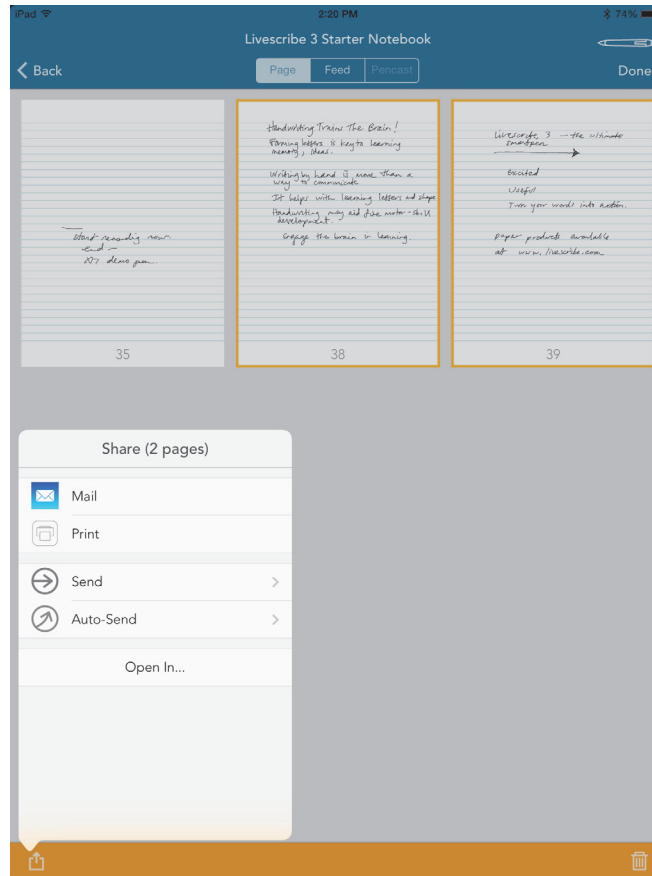 iPad 2:20 PM 74%
Livescribe 3 Starter Notebook
Back Page Feed Pencast Done
Start recording now.
end —
demo pen.
35
Handwriting Trains The Brain!
Forming letters is key to learning
memory, ideas.
Writing by hand is more than a
way to communicate
It helps with learning letters and shape
Handwriting may aid fine motor-skill
development.
Engage the brain in learning.
38
Livescribe 3 — the ultimate
smartpen
Excited
Useful
Turn your words into action.
paper products available
at www.livescribe.com
39
Share (2 pages)
Mail
Print
Send
Auto-Send
Open In...